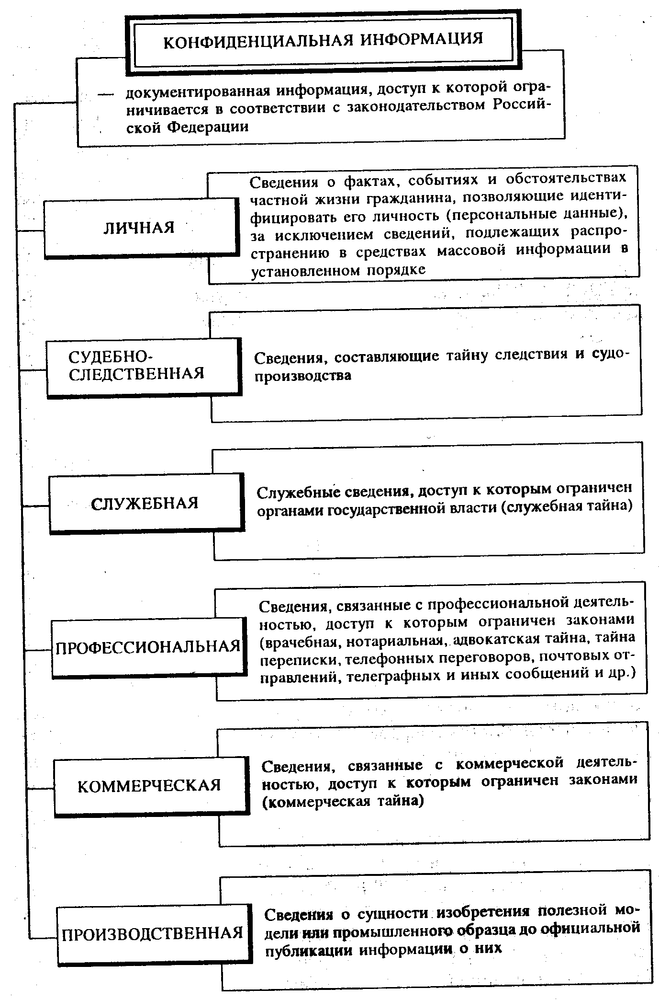 КОНФИДЕНЦИАЛЬНАЯ ИНФОРМАЦИЯ
— документированная информация, доступ к которой огра-
ничивается в соответствии с законодательством Россий-
ской Федерации
ЛИЧНАЯ
Сведения о фактах, событиях и обстоятельствах
частной жизни гражданина, позволяющие иденти-
фицировать его личность (персональные данные),
за исключением сведений, подлежащих распро-
странению в средствах массовой информации в
установленном порядке
СУДЕБНО-
СЛЕДСТВЕННАЯ
Сведения, составляющие тайну следствия и судо-
производства
СЛУЖЕБНАЯ
Служебные сведения, доступ к которым ограничен
органами государственной власти (служебная тайна)
ПРОФЕССИОНАЛЬНАЯ
Сведения, связанные с профессиональной деятель-
ностью, доступ к которым ограничен законами
(врачебная, нотариальная, адвокатская тайна, тайна
переписки, телефонных переговоров, почтовых от-
правлений, телеграфных и иных сообщений и др.)
КОММЕРЧЕСКАЯ
Сведения, связанные с коммерческой деятель-
ностью, доступ к которым ограничен законами
(коммерческая тайна)
ПРОИЗВОДСТВЕННАЯ
Сведения о сущности изобретения полезной мо-
дели или промышленного образца до официальной
публикации информации о них